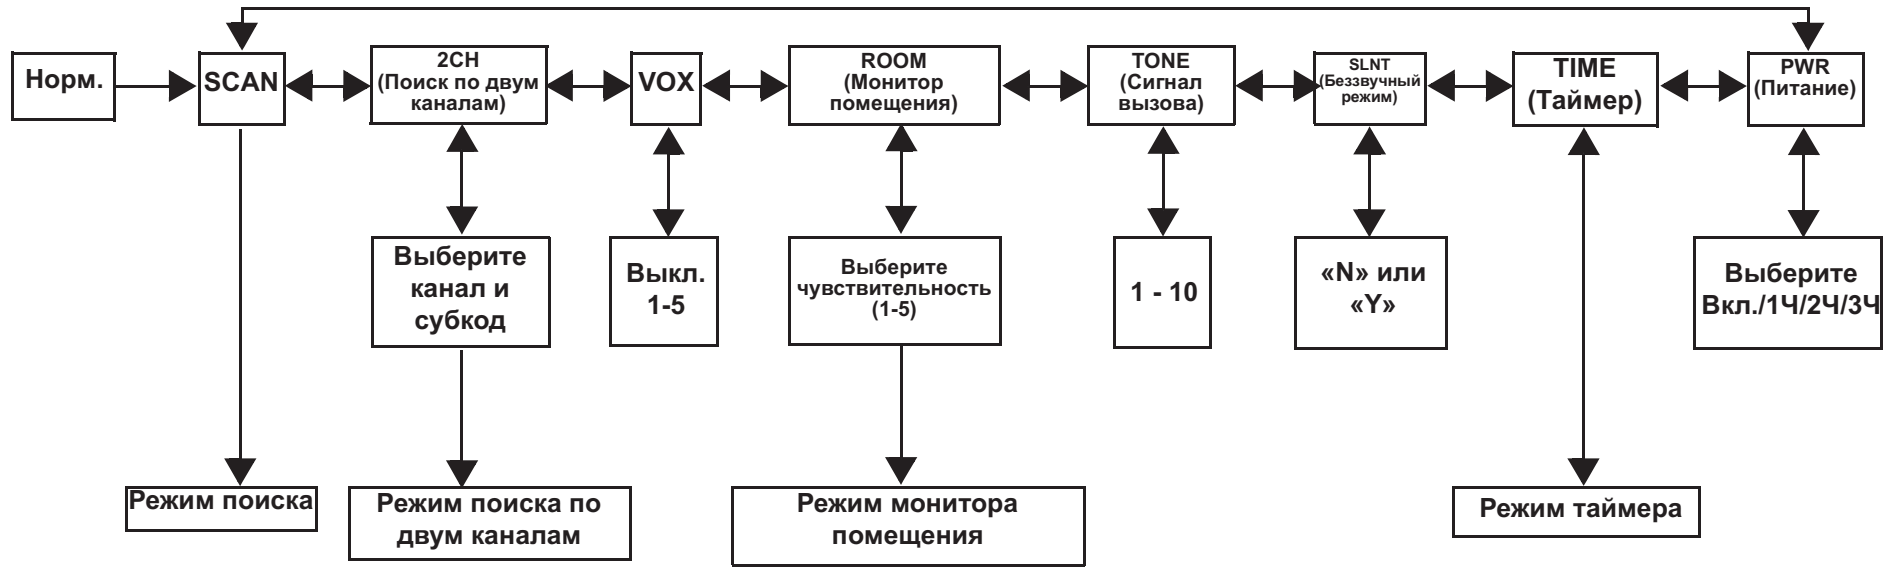 Норм.
SCAN
2CH
(Поиск по двум
каналам)
VOX
ROOM
(Монитор
помещения)
TONE
(Сигнал
вызова)
SLNT
(Беззвучный
режим)
TIME
(Таймер)
PWR
(Питание)
Выберите
канал и
субкод
Выкл.
1-5
Выберите
чувствительность
(1-5)
1 - 10
«N» или
«Y»
Выберите
Вкл./1Ч/2Ч/3Ч
Режим поиска
Режим поиска по
двум каналам
Режим монитора
помещения
Режим таймера